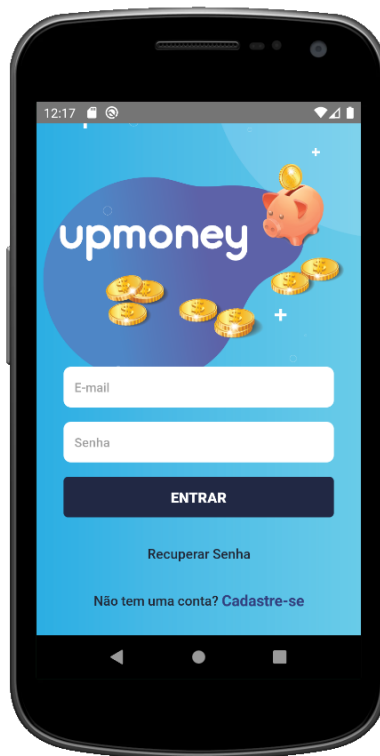 12:17
upmoney
E-mail
Senha
ENTRAR
Recuperar Senha
Não tem uma conta? Cadastre-se